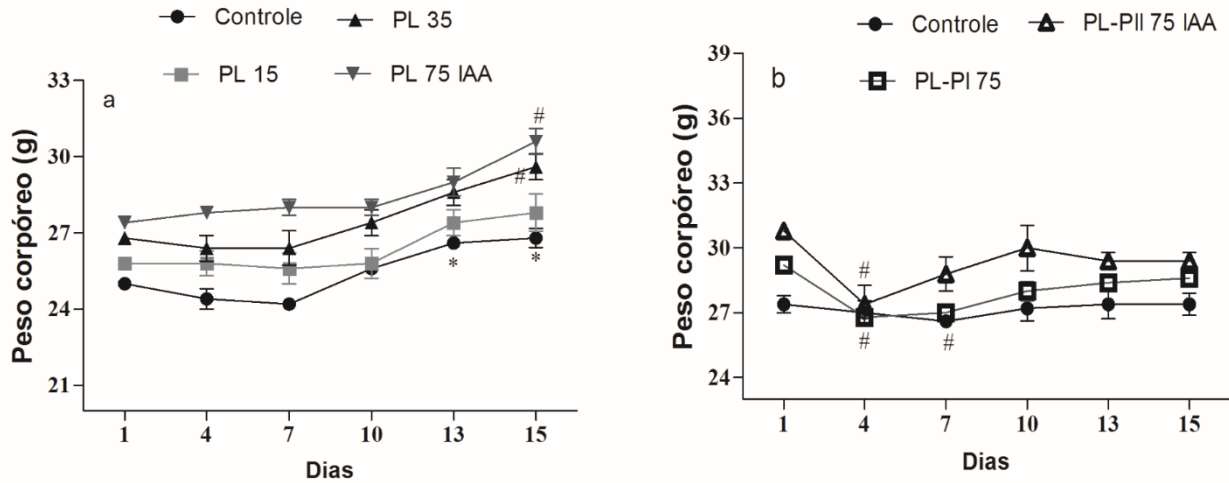 Controle
PL 35
PL 15
PL 75 IAA
a
Peso corpóreo (g)
33
30
27
24
21
#
#
*
*
1 4 7 10 13 15
Dias
Controle
PL-PII 75 IAA
PL-PI 75
b
Peso corpóreo (g)
39
36
33
30
27
24
#
#
#
1 4 7 10 13 15
Dias